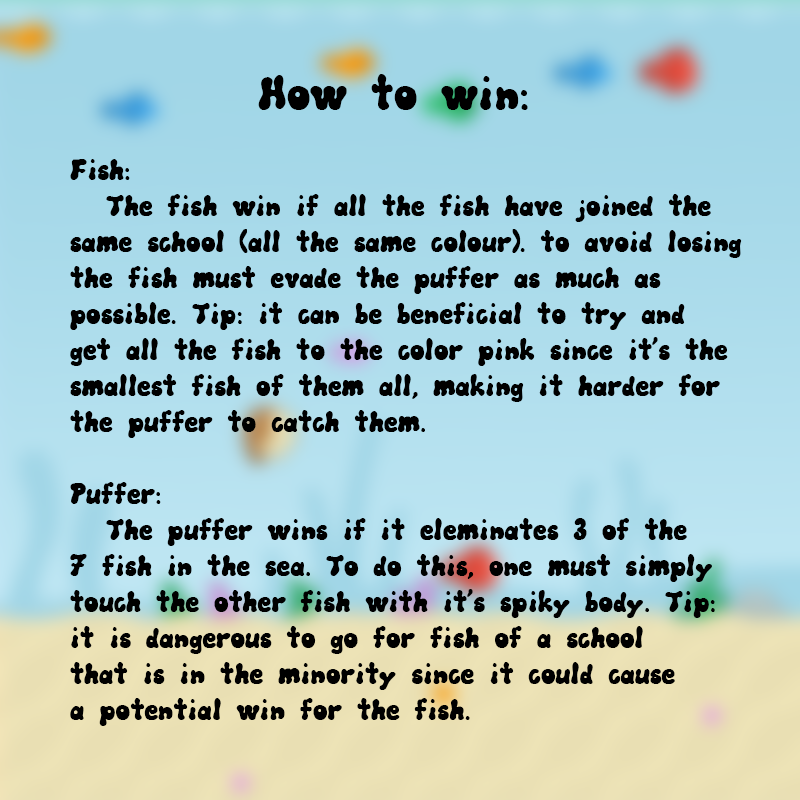 How to win:
Fish:
The fish win if all the fish have joined the
same school (all the same colour). to avoid losing
the fish must evade the puffer as much as
possible. Tip: it can be beneficial to try and
get all the fish to the color pink since it's the
smallest fish of them all, making it harder for
the puffer to catch them.
Puffer:
The puffer wins if it eleminates 3 of the
7 fish in the sea. To do this, one must simply
touch the other fish with it's spiky body. Tip:
it is dangerous to go for fish of a school
that is in the minority since it could cause
a potential win for the fish.